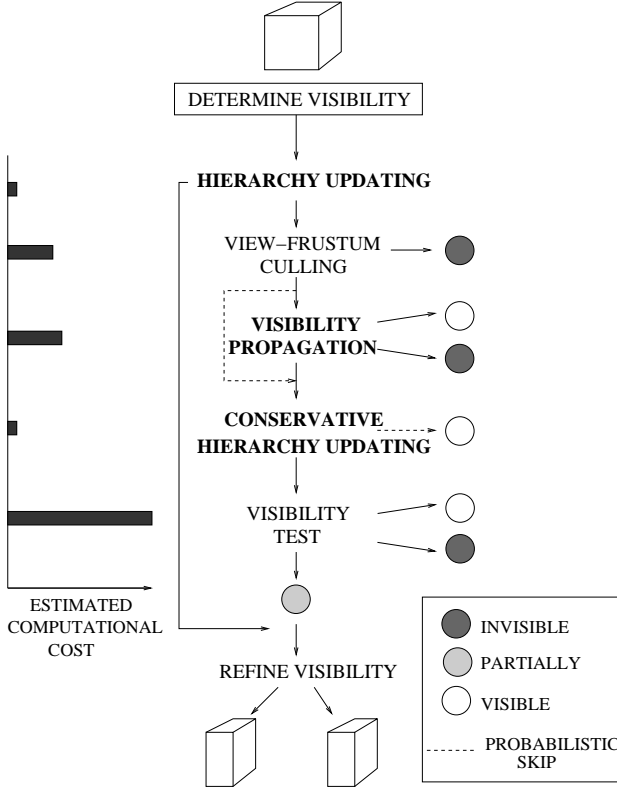 DETERMINE VISIBILITY
HIERARCHY UPDATING
VIEW–FRUSTUM
CULLING
VISIBILITY
PROPAGATION
CONSERVATIVE
HIERARCHY UPDATING
VISIBILITY
TEST
ESTIMATED
COMPUTATIONAL
COST
REFINE VISIBILITY
INVISIBLE
PARTIALLY
VISIBLE
PROBABILISTIC
SKIP